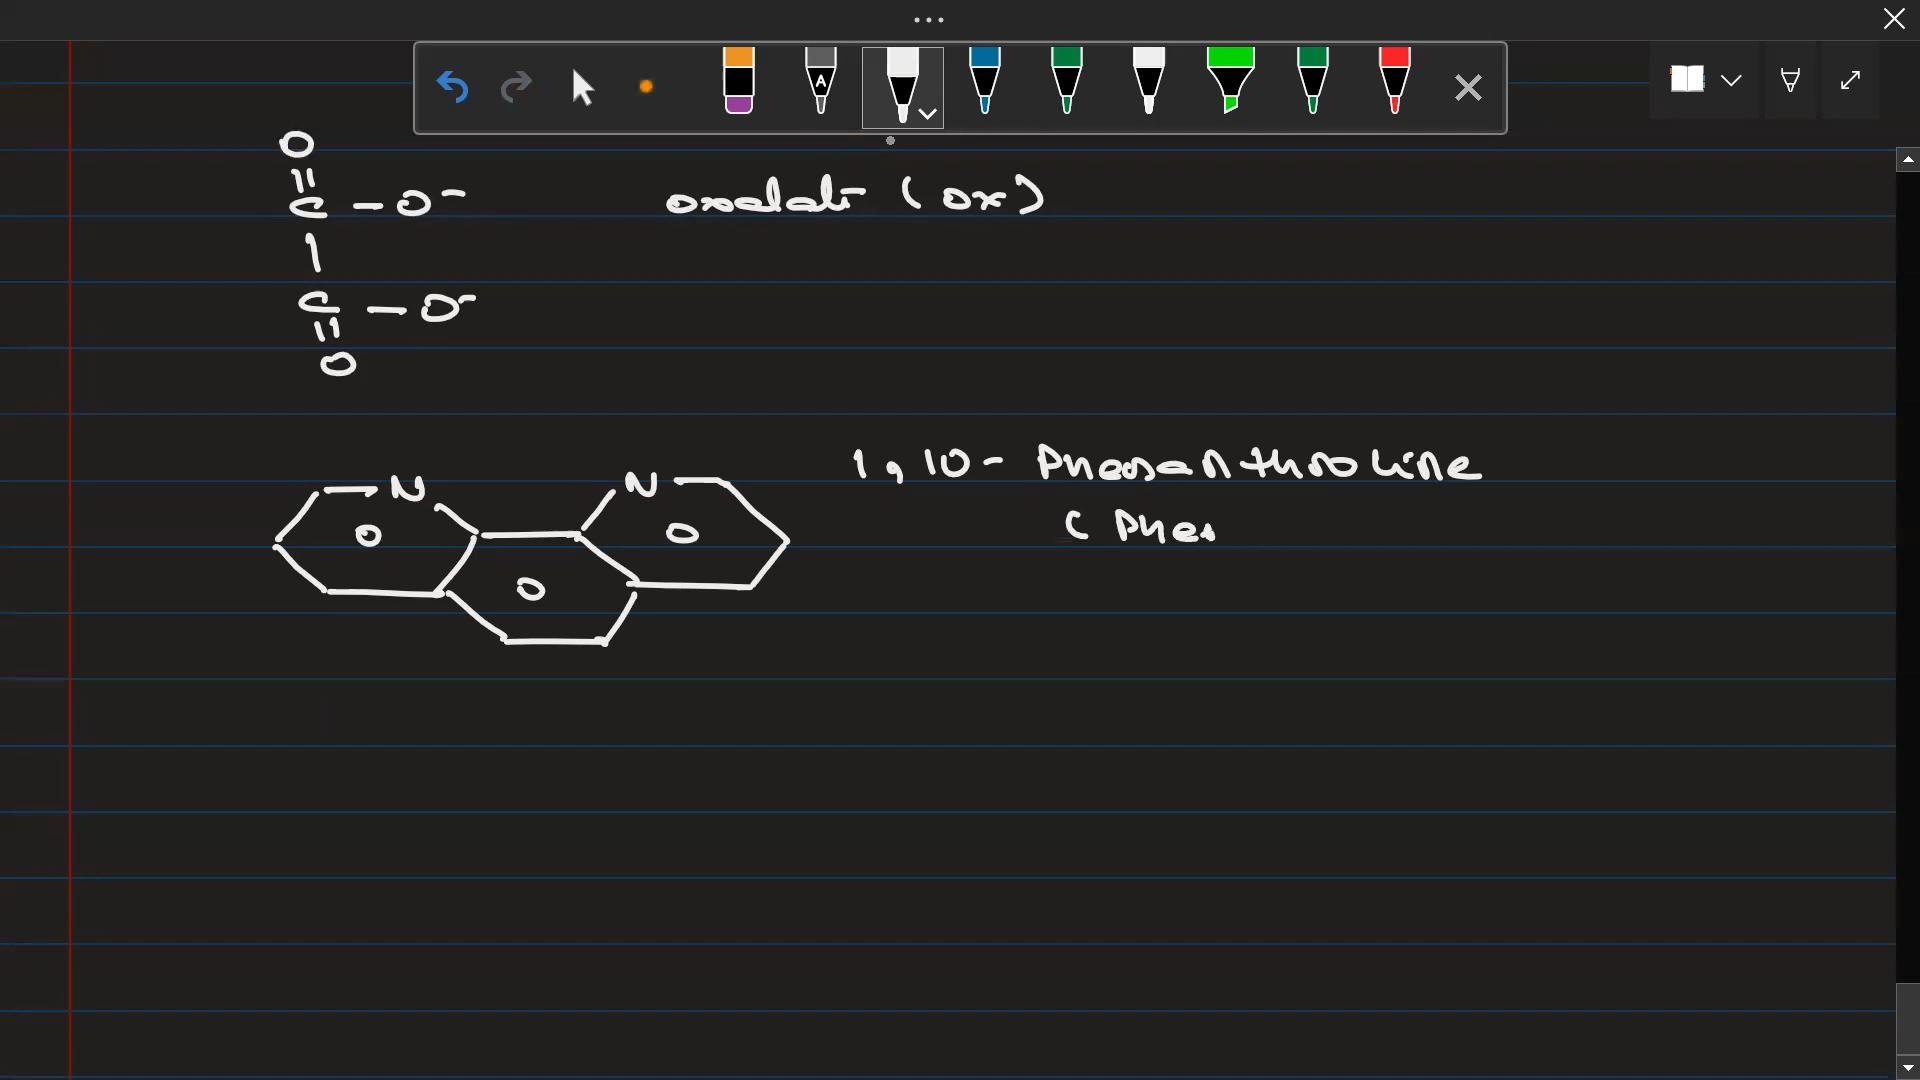 O
||
C - O⁻ oxalate (ox)
|
C - O⁻
||
O
N N 1,10 - Phenanthroline
O O ( Phen
O